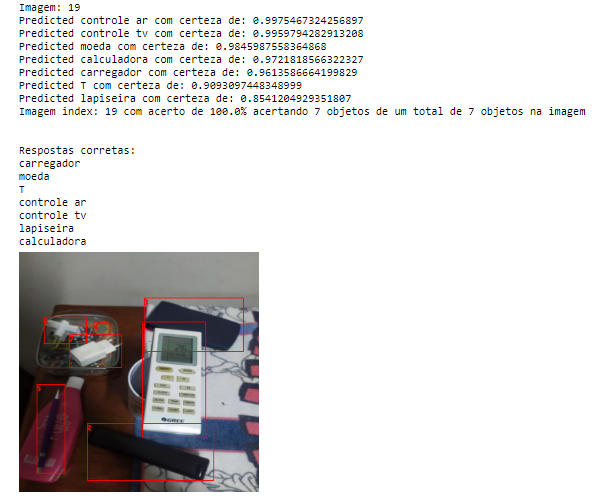 Imagem: 19
Predicted controle ar com certeza de: 0.9975467324256897
Predicted controle tv com certeza de: 0.9959794282913208
Predicted moeda com certeza de: 0.9845987558364868
Predicted calculadora com certeza de: 0.9721818566322327
Predicted carregador com certeza de: 0.9613586664199829
Predicted T com certeza de: 0.9093097448348999
Predicted lapiseira com certeza de: 0.8541204929351807
Imagem index: 19 com acerto de 100.0% acertando 7 objetos de um total de 7 objetos na imagem
Respostas corretas:
carregador
moeda
T
controle ar
controle tv
lapiseira
calculadora
GREE